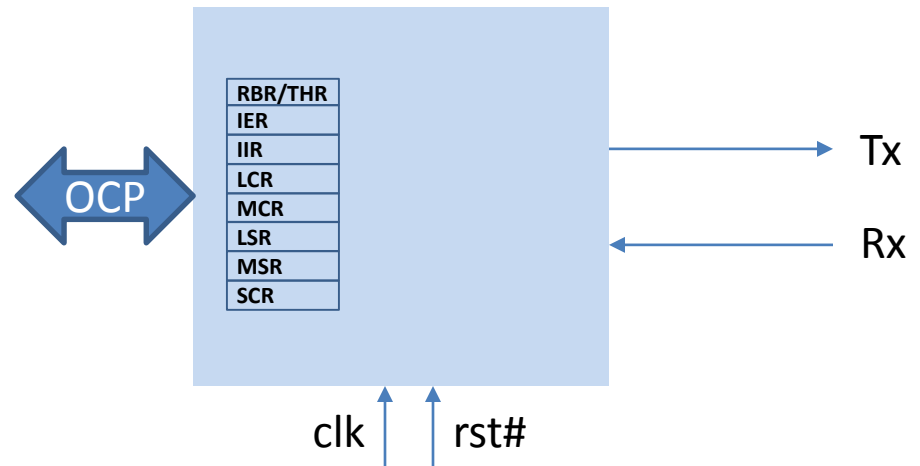 RBR/THR
IER
IIR
LCR
MCR
LSR
MSR
SCR
OCP
Tx
Rx
clk
rst#